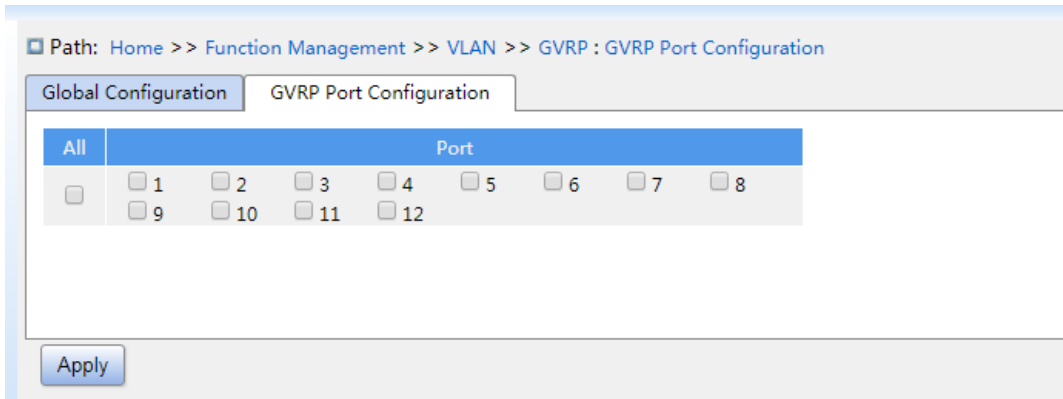 Path: Home >> Function Management >> VLAN >> GVRP : GVRP Port Configuration
Global Configuration GVRP Port Configuration
All Port
1 2 3 4 5 6 7 8
9 10 11 12
Apply